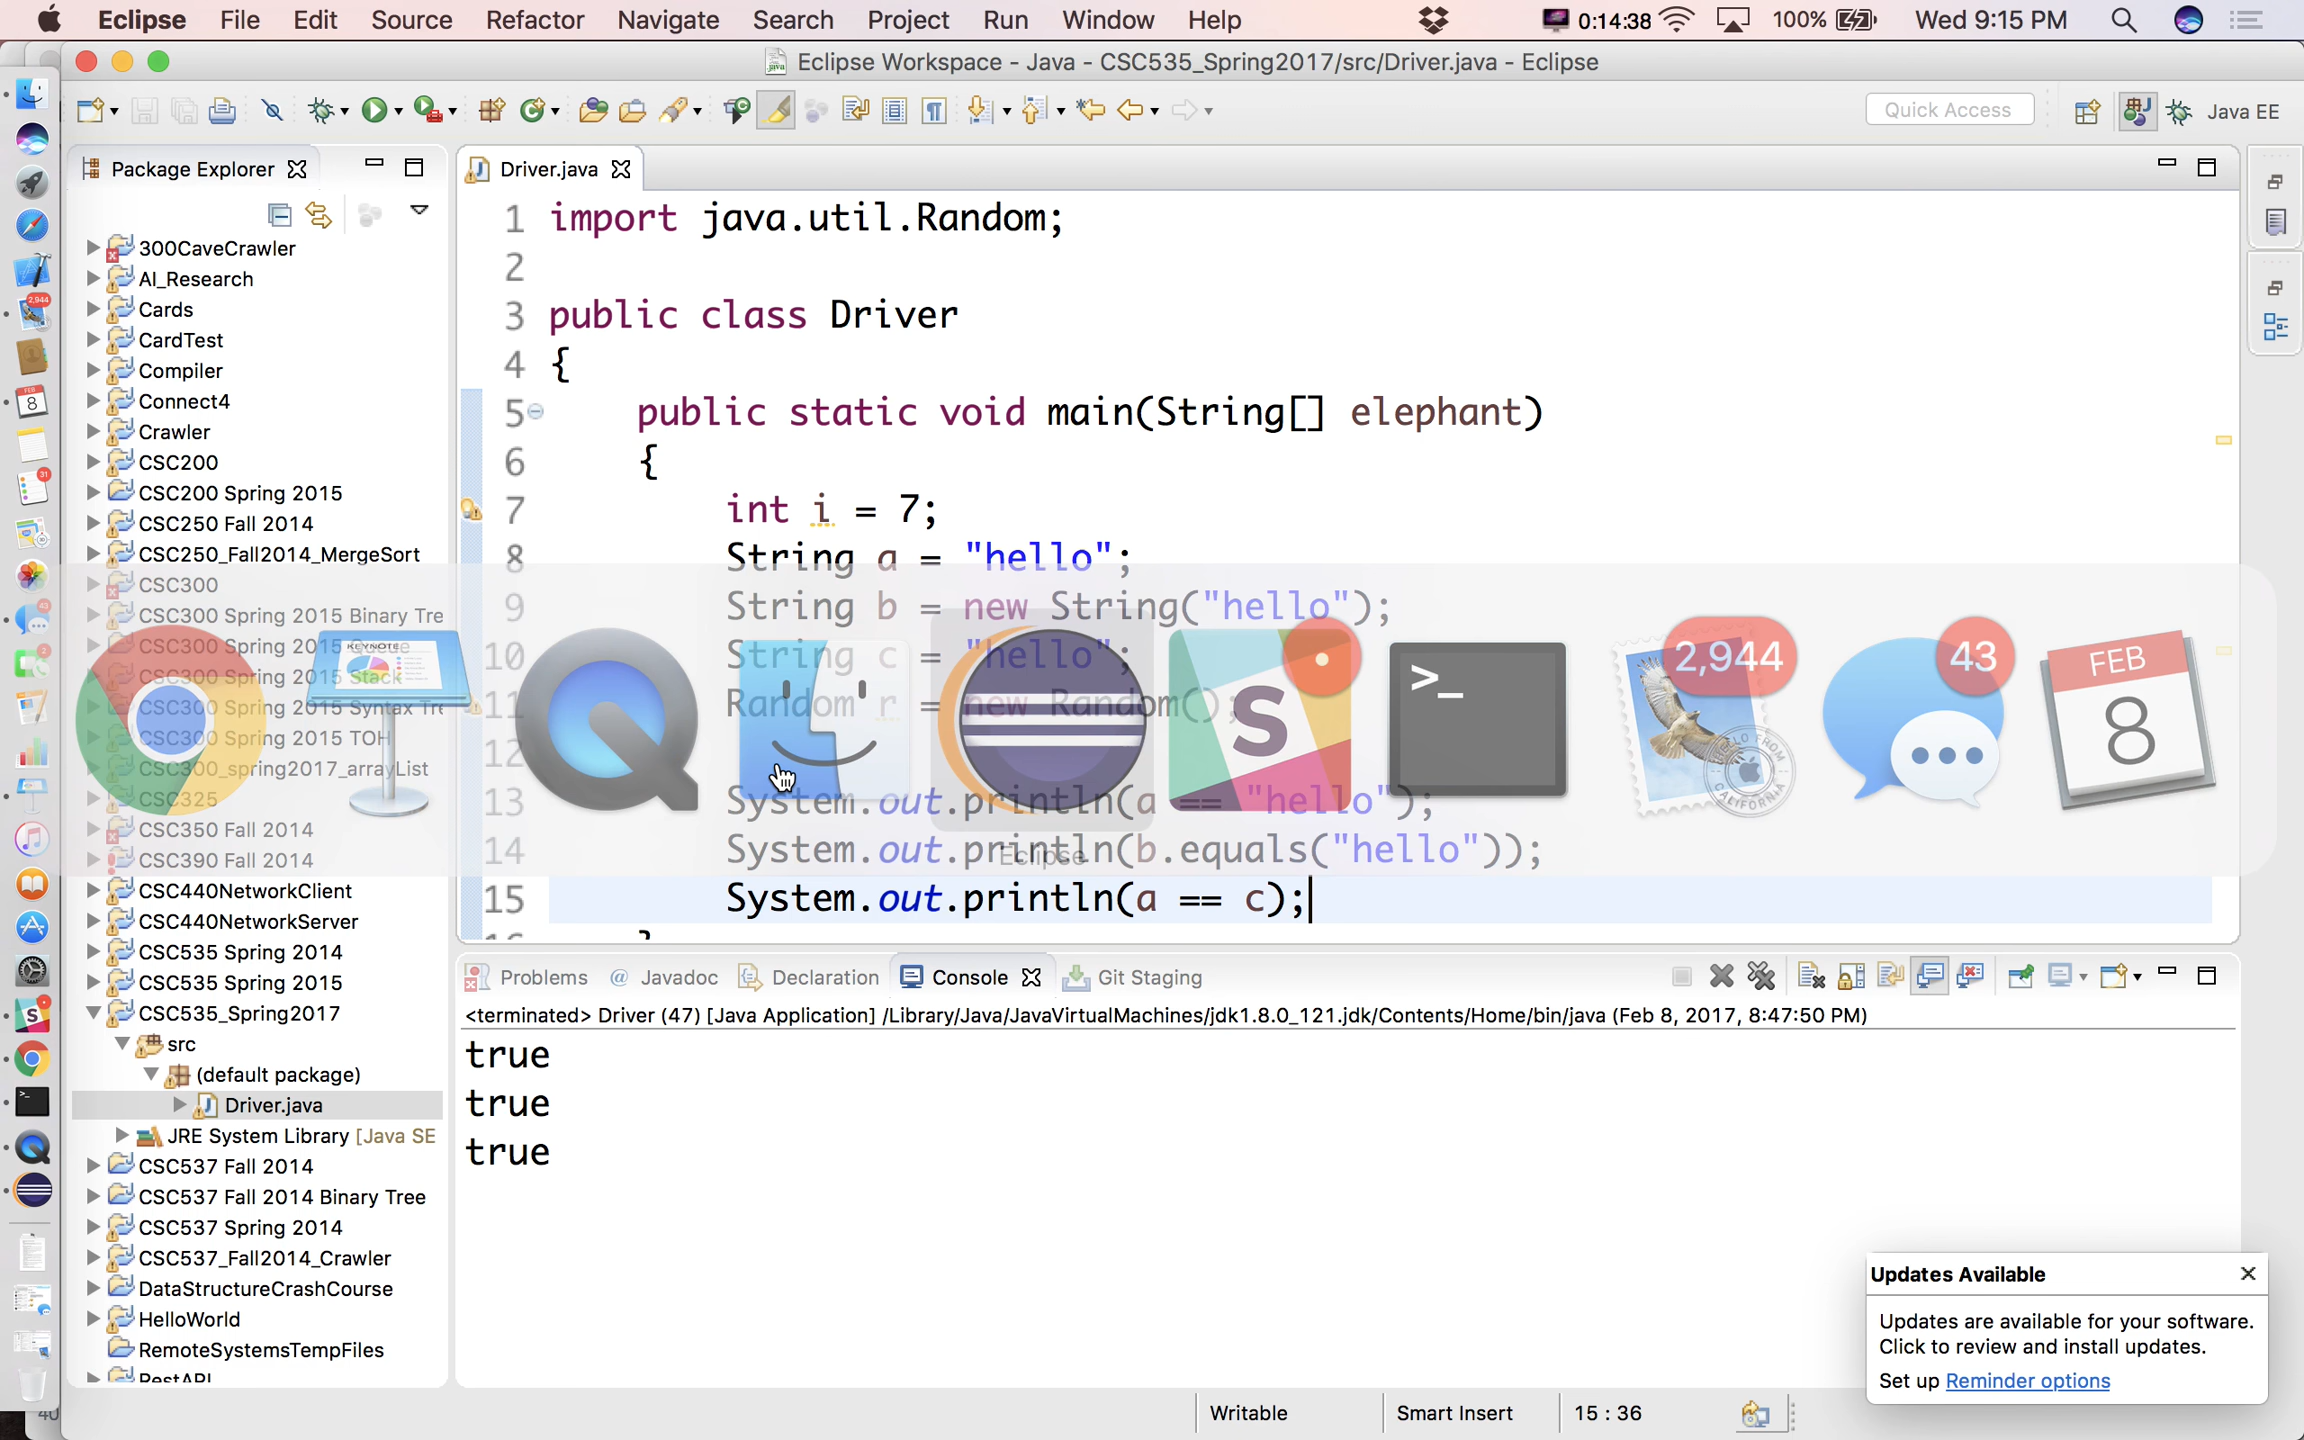 Eclipse File Edit Source Refactor Navigate Search Project Run Window Help 0:14:38 100% Wed 9:15 PM
Eclipse Workspace - Java - CSC535_Spring2017/src/Driver.java - Eclipse
Quick Access
Java EE
Package Explorer
300CaveCrawler
AI_Research
Cards
CardTest
Compiler
Connect4
Crawler
CSC200
CSC200 Spring 2015
CSC250 Fall 2014
CSC250_Fall2014_MergeSort
CSC300
CSC300 Spring 2015 Binary Tre
CSC300 Spring 2015 Queue
CSC300 Spring 2015 Stack
CSC300 Spring 2015 Syntax Tre
CSC300 Spring 2015 TOH
CSC300_spring2017_arrayList
CSC325
CSC350 Fall 2014
CSC390 Fall 2014
CSC440NetworkClient
CSC440NetworkServer
CSC535 Spring 2014
CSC535 Spring 2015
CSC535_Spring2017
src
(default package)
Driver.java
JRE System Library [Java SE
CSC537 Fall 2014
CSC537 Fall 2014 Binary Tree
CSC537 Spring 2014
CSC537_Fall2014_Crawler
DataStructureCrashCourse
HelloWorld
RemoteSystemsTempFiles
RestAPI
Driver.java
1 import java.util.Random;
2
3 public class Driver
4 {
5 public static void main(String[] elephant)
6 {
7 int i = 7;
8 String a = "hello";
9 String b = new String("hello");
10 String c = "hello";
11 Random r = new Random();
12
13 System.out.println(a == "hello");
14 System.out.println(b.equals("hello"));
15 System.out.println(a == c);
KEYNOTE
S
>_
2,944
HELLO FROM
CALIFORNIA
43
FEB
8
Eclipse
Problems @ Javadoc Declaration Console Git Staging
<terminated> Driver (47) [Java Application] /Library/Java/JavaVirtualMachines/jdk1.8.0_121.jdk/Contents/Home/bin/java (Feb 8, 2017, 8:47:50 PM)
true
true
true
Updates Available
Updates are available for your software.
Click to review and install updates.
Set up Reminder options
Writable
Smart Insert
15 : 36